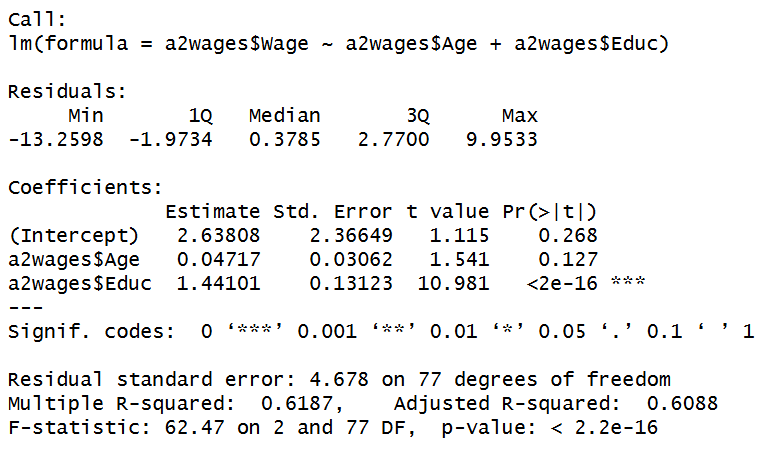 Call:
lm(formula = a2wages$Wage ~ a2wages$Age + a2wages$Educ)
Residuals:
     Min       1Q   Median       3Q      Max
-13.2598  -1.9734   0.3785   2.7700   9.9533
Coefficients:
             Estimate Std. Error t value Pr(>|t|)
(Intercept)   2.63808    2.36649   1.115    0.268
a2wages$Age   0.04717    0.03062   1.541    0.127
a2wages$Educ  1.44101    0.13123  10.981   <2e-16 ***
---
Signif. codes:  0 ‘***’ 0.001 ‘**’ 0.01 ‘*’ 0.05 ‘.’ 0.1 ‘ ’ 1
Residual standard error: 4.678 on 77 degrees of freedom
Multiple R-squared:  0.6187,    Adjusted R-squared:  0.6088
F-statistic: 62.47 on 2 and 77 DF,  p-value: < 2.2e-16